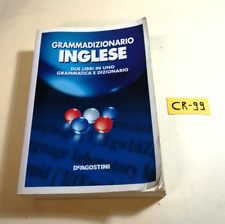 GRAMMADIZIONARIO
INGLESE
DUE LIBRI IN UNO
GRAMMATICA E DIZIONARIO
DEAGOSTINI
CR-99